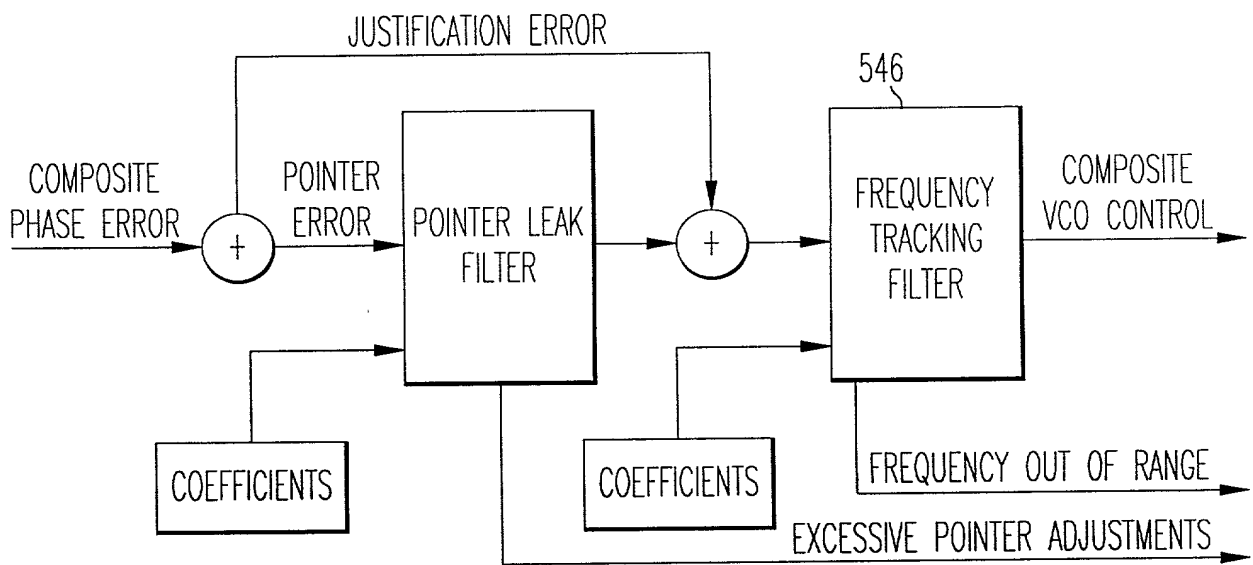 JUSTIFICATION ERROR
546
COMPOSITE
PHASE ERROR
+
POINTER
ERROR
POINTER LEAK
FILTER
+
FREQUENCY
TRACKING
FILTER
COMPOSITE
VCO CONTROL
COEFFICIENTS
COEFFICIENTS
FREQUENCY OUT OF RANGE
EXCESSIVE POINTER ADJUSTMENTS